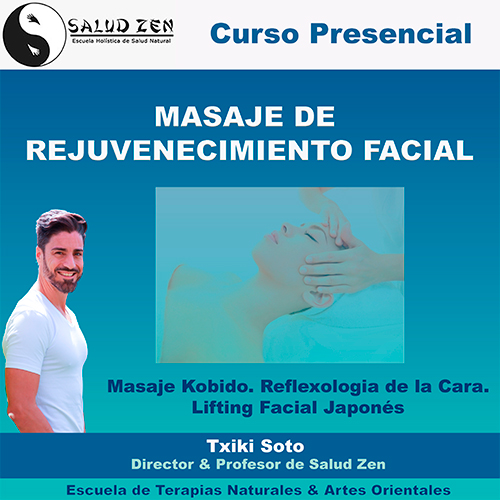 SALUD ZEN
Escuela Holística de Salud Natural
Curso Presencial
MASAJE DE
REJUVENECIMIENTO FACIAL
Masaje Kobido. Reflexologia de la Cara.
Lifting Facial Japonés
Txiki Soto
Director & Profesor de Salud Zen
Escuela de Terapias Naturales & Artes Orientales